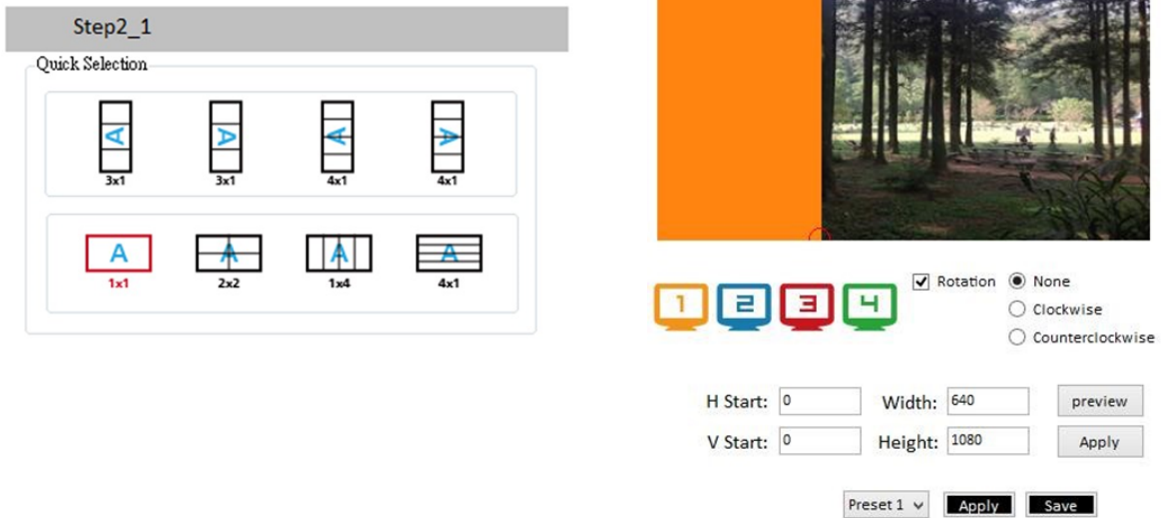 Step2_1
Quick Selection
A A A A
3x1 3x1 4x1 4x1
A A A A
1x1 2x2 1x4 4x1
1 2 3 4
Rotation None
Clockwise
Counterclockwise
H Start: 0 Width: 640 preview
V Start: 0 Height: 1080 Apply
Preset 1 Apply Save